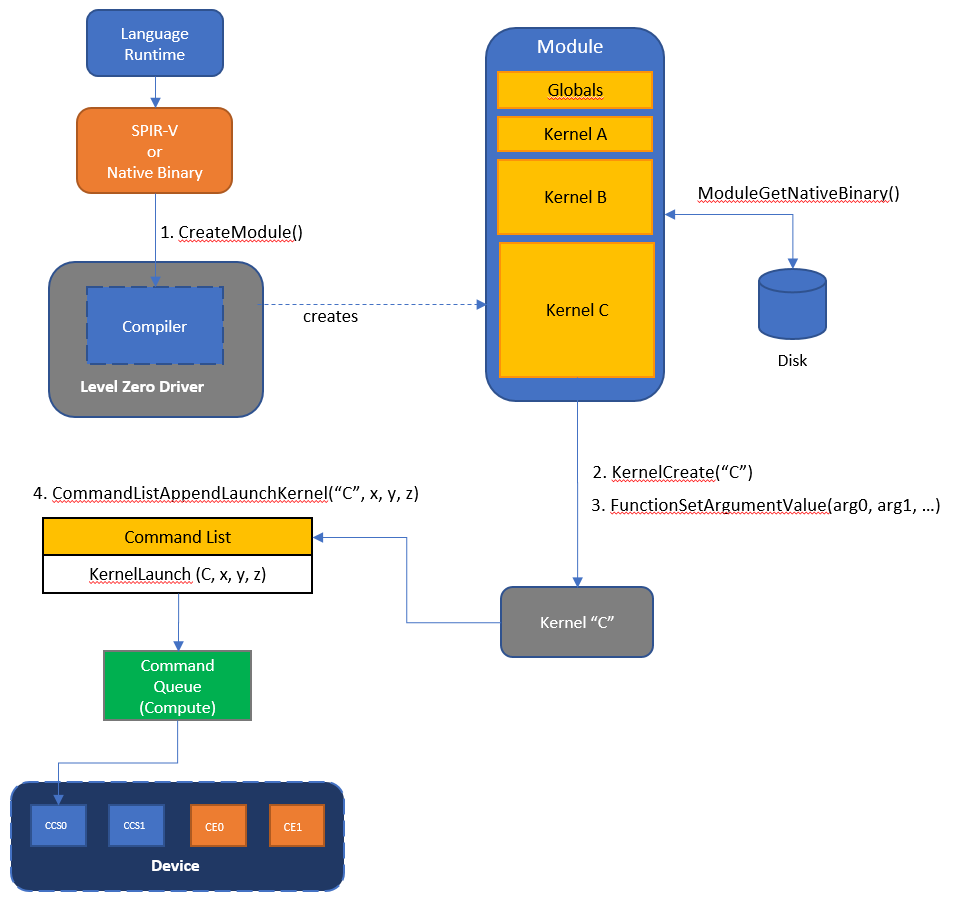 Language
Runtime
SPIR-V
or
Native Binary
1. CreateModule()
Compiler
Level Zero Driver
creates
Module
Globals
Kernel A
Kernel B
Kernel C
ModuleGetNativeBinary()
Disk
2. KernelCreate(“C”)
3. FunctionSetArgumentValue(arg0, arg1, …)
Kernel “C”
4. CommandListAppendLaunchKernel(“C”, x, y, z)
Command List
KernelLaunch (C, x, y, z)
Command
Queue
(Compute)
CCS0
CCS1
CE0
CE1
Device